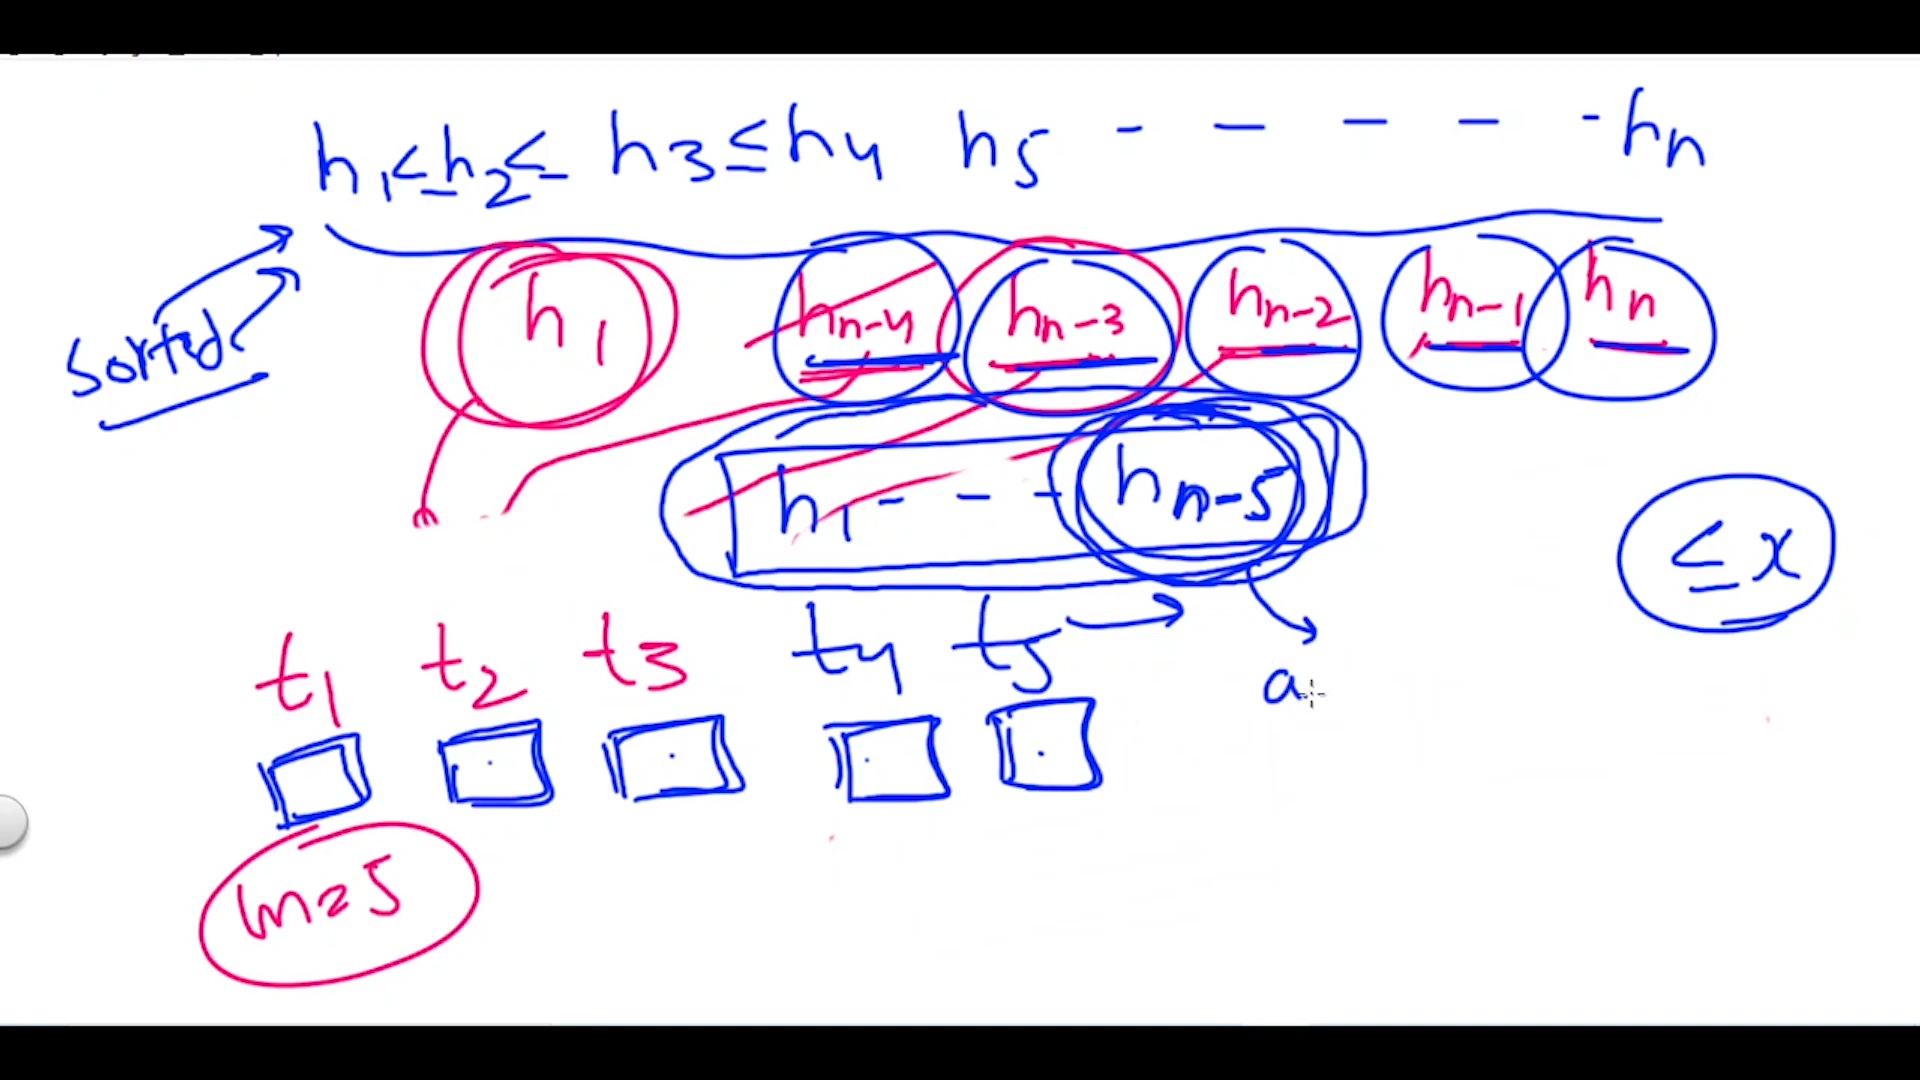 h1 ≤ h2 ≤ h3 ≤ h4 h5 - - - - - hn
Sorted
h1 hn-4 hn-3 hn-2 hn-1 hn
h1 - - - hn-5
≤ x
t1 t2 t3 t4 t5
a
m=5